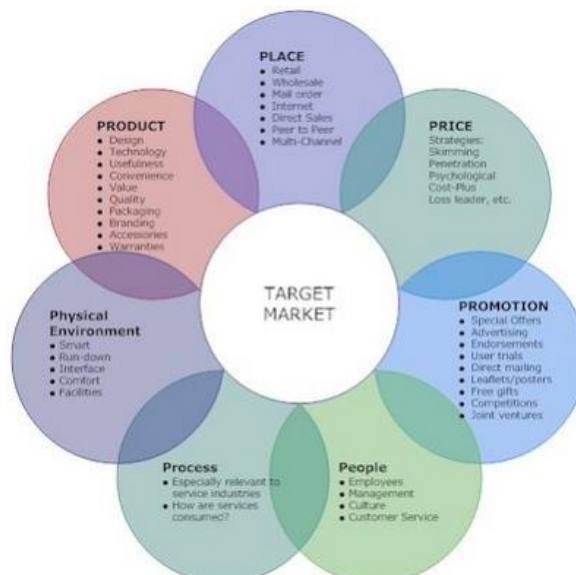 PLACE
• Retail
• Wholesale
• Mail order
• Internet
• Direct Sales
• Peer to Peer
• Multi-Channel
PRICE
Strategies:
Skimming
Penetration
Psychological
Cost-Plus
Loss leader, etc.
PROMOTION
• Special Offers
• Advertising
• Endorsements
• User trials
• Direct mailing
• Leaflets/posters
• Free gifts
• Competitions
• Joint ventures
People
• Employees
• Management
• Culture
• Customer Service
Process
• Especially relevant to
service industries
• How are services
consumed?
Physical
Environment
• Smart
• Run-down
• Interface
• Comfort
• Facilities
PRODUCT
• Design
• Technology
• Usefulness
• Convenience
• Value
• Quality
• Packaging
• Branding
• Accessories
• Warranties
TARGET
MARKET